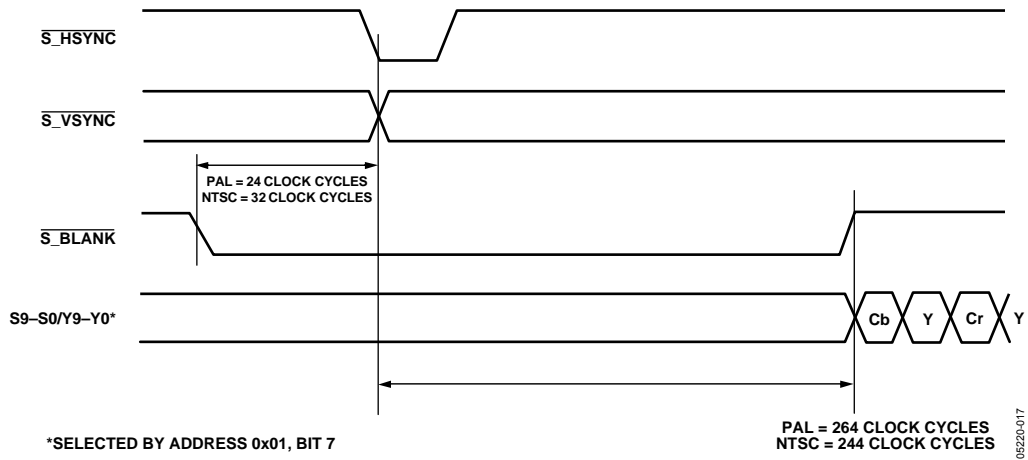 S_HSYNC
S_VSYNC
PAL = 24 CLOCK CYCLES
NTSC = 32 CLOCK CYCLES
S_BLANK
S9–S0/Y9–Y0*
Cb Y Cr Y
*SELECTED BY ADDRESS 0x01, BIT 7
PAL = 264 CLOCK CYCLES
NTSC = 244 CLOCK CYCLES
05220-017